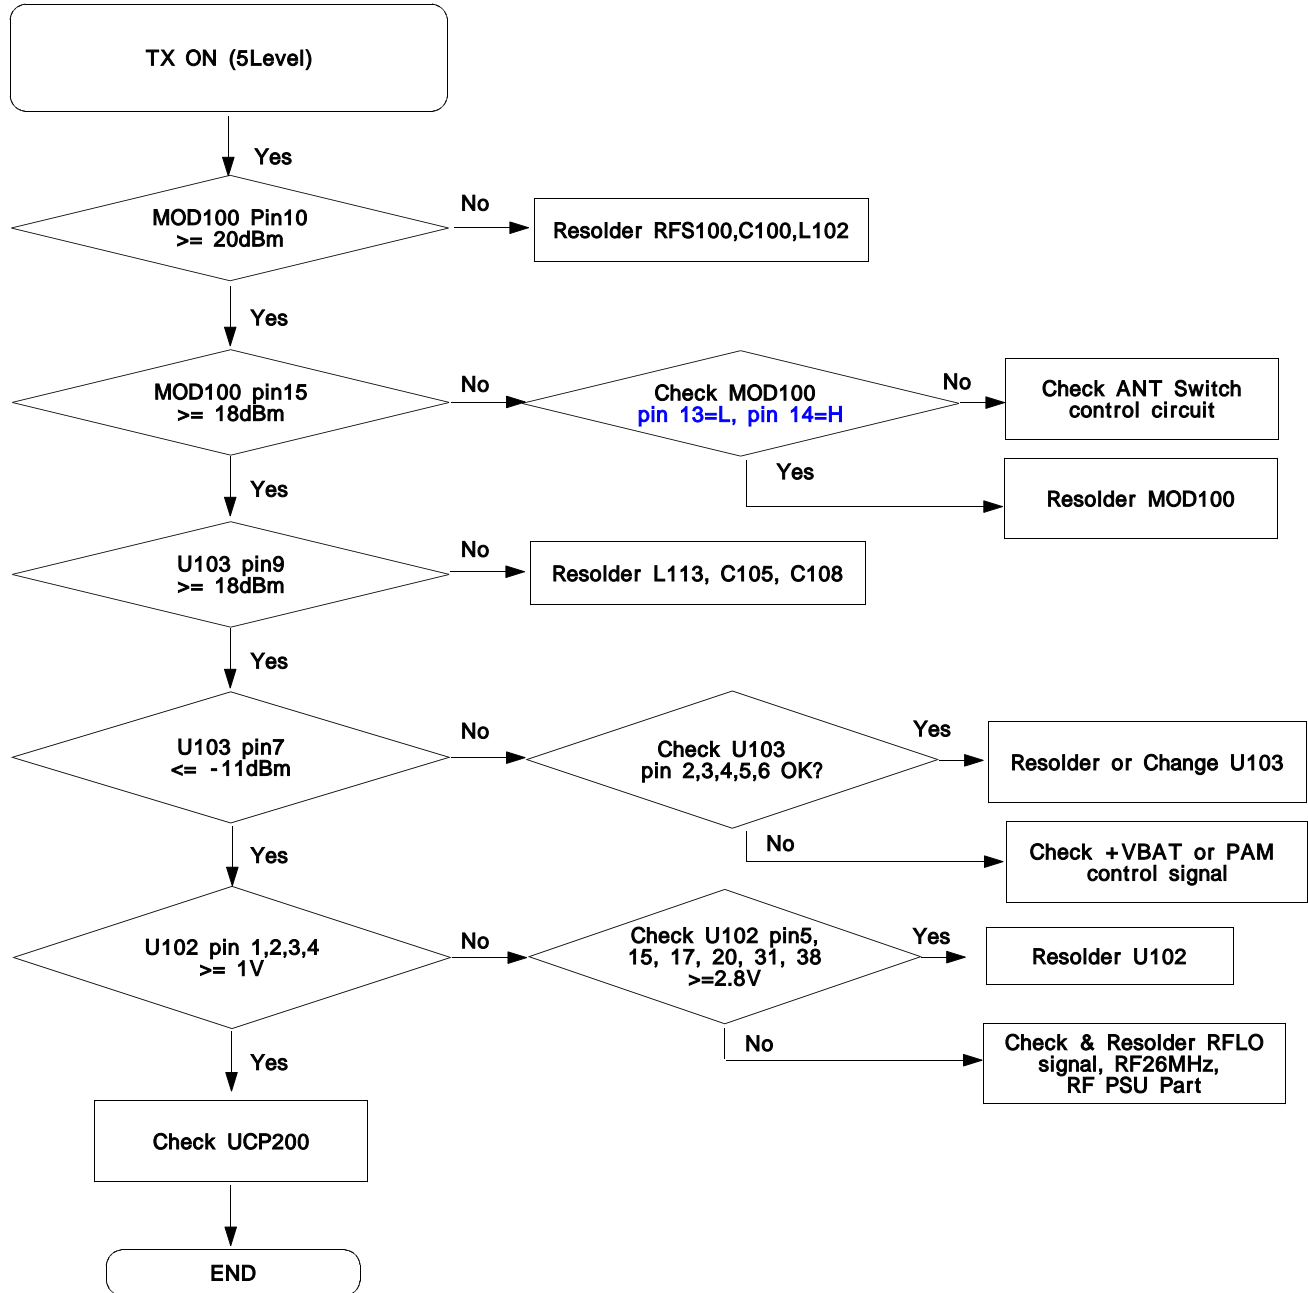 TX ON (5Level)
Yes
MOD100 Pin10
>= 20dBm
No
Resolder RFS100,C100,L102
Yes
MOD100 pin15
>= 18dBm
No
Check MOD100
pin 13=L, pin 14=H
No
Check ANT Switch
control circuit
Yes
Resolder MOD100
Yes
U103 pin9
>= 18dBm
No
Resolder L113, C105, C108
Yes
U103 pin7
<= -11dBm
No
Check U103
pin 2,3,4,5,6 OK?
Yes
Resolder or Change U103
No
Check +VBAT or PAM
control signal
Yes
U102 pin 1,2,3,4
>= 1V
No
Check U102 pin5,
15, 17, 20, 31, 38
>=2.8V
Yes
Resolder U102
No
Check & Resolder RFLO
signal, RF26MHz,
RF PSU Part
Yes
Check UCP200
END